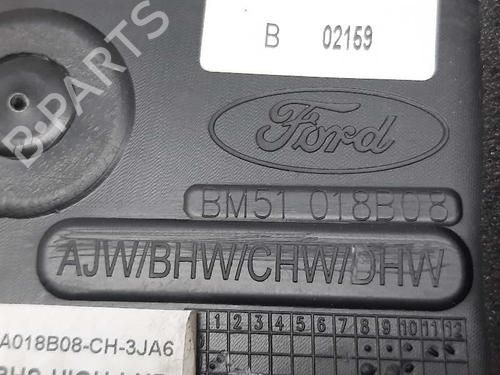 B 02159
Ford
BM51 018B08
AJW/BHW/CHW/DHW
A018B08-CH-3JA6
1 2 3 4 5 6 7 8 9 10 11 12
B-PARTS